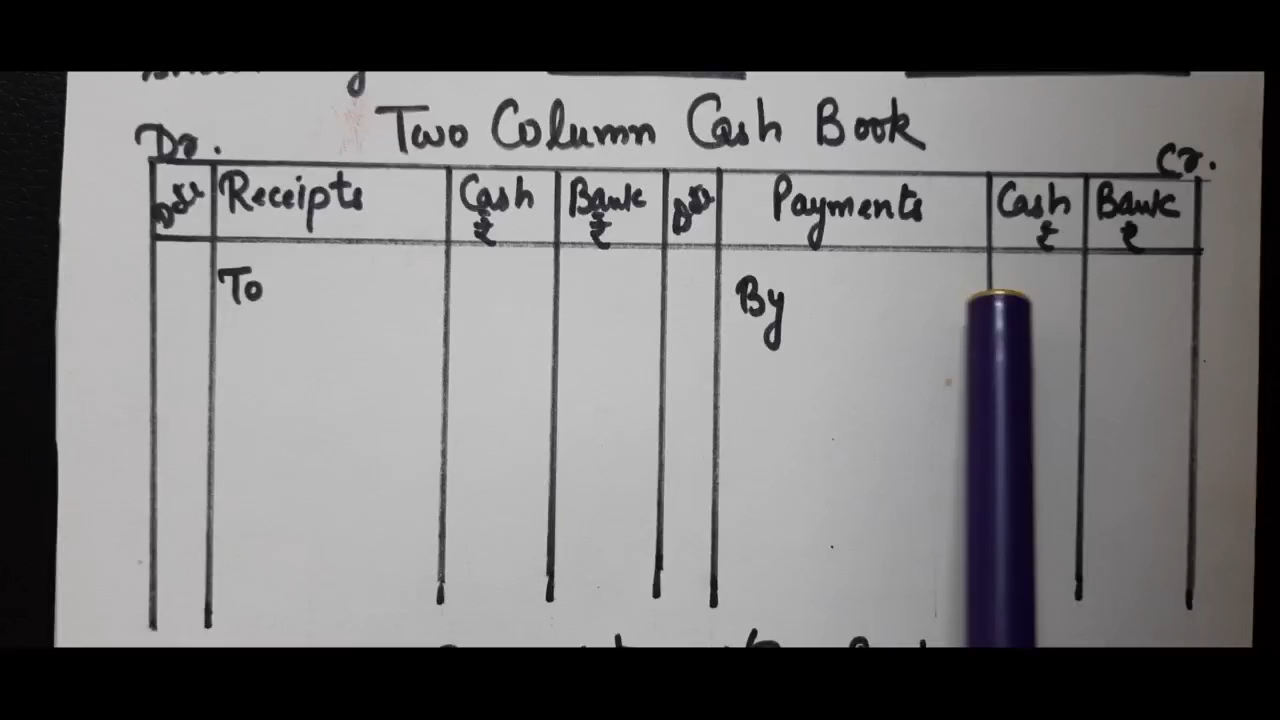 Two Column Cash Book
Dr.
Cr.
Date Receipts Cash ₹ Bank ₹ Date Payments Cash ₹ Bank ₹
To
By